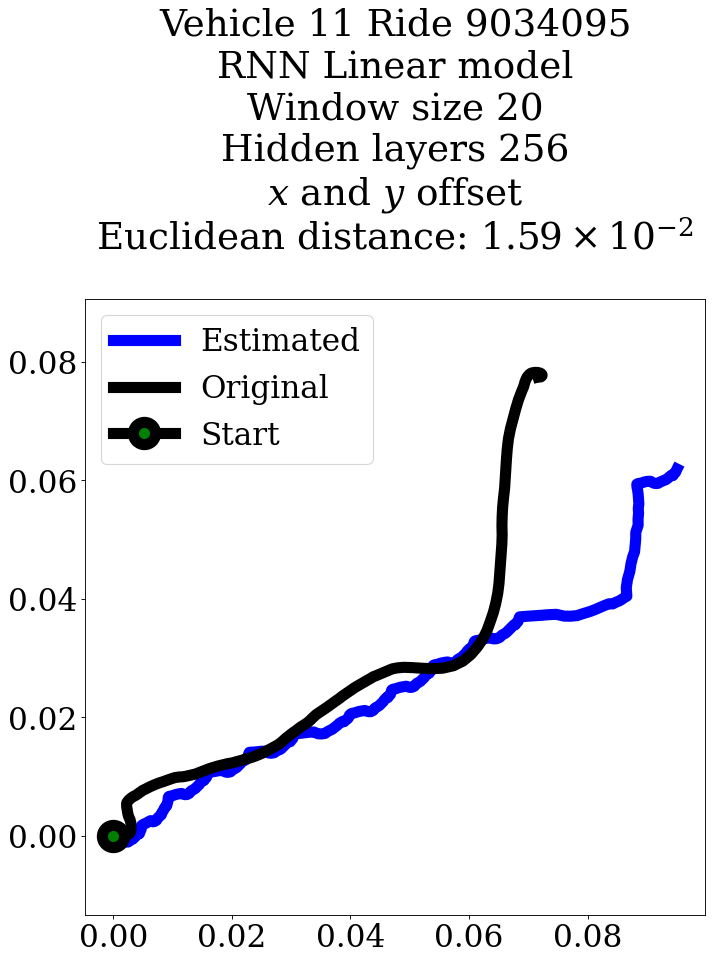 Vehicle 11 Ride 9034095
RNN Linear model
Window size 20
Hidden layers 256
x and y offset
Euclidean distance: 1.59 × 10⁻²
Estimated
Original
Start
0.08
0.06
0.04
0.02
0.00
0.00 0.02 0.04 0.06 0.08